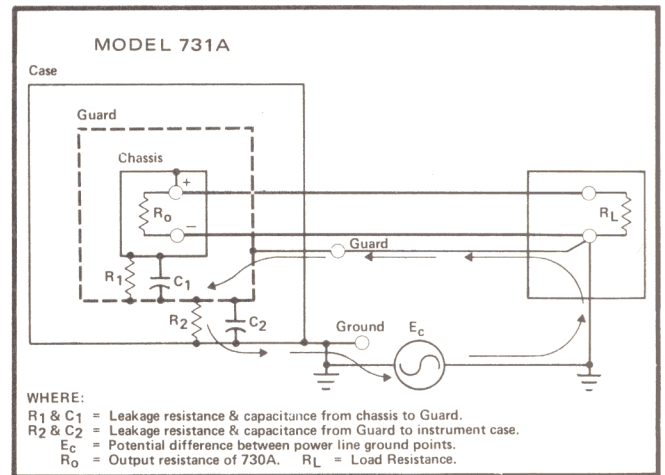 MODEL 731A
Case
Guard
Chassis
+
Ro
RL
−
Guard
R1
C1
R2
C2
Ground
Ec
WHERE:
R1 & C1 = Leakage resistance & capacitance from chassis to Guard.
R2 & C2 = Leakage resistance & capacitance from Guard to instrument case.
Ec = Potential difference between power line ground points.
Ro = Output resistance of 730A. RL = Load Resistance.